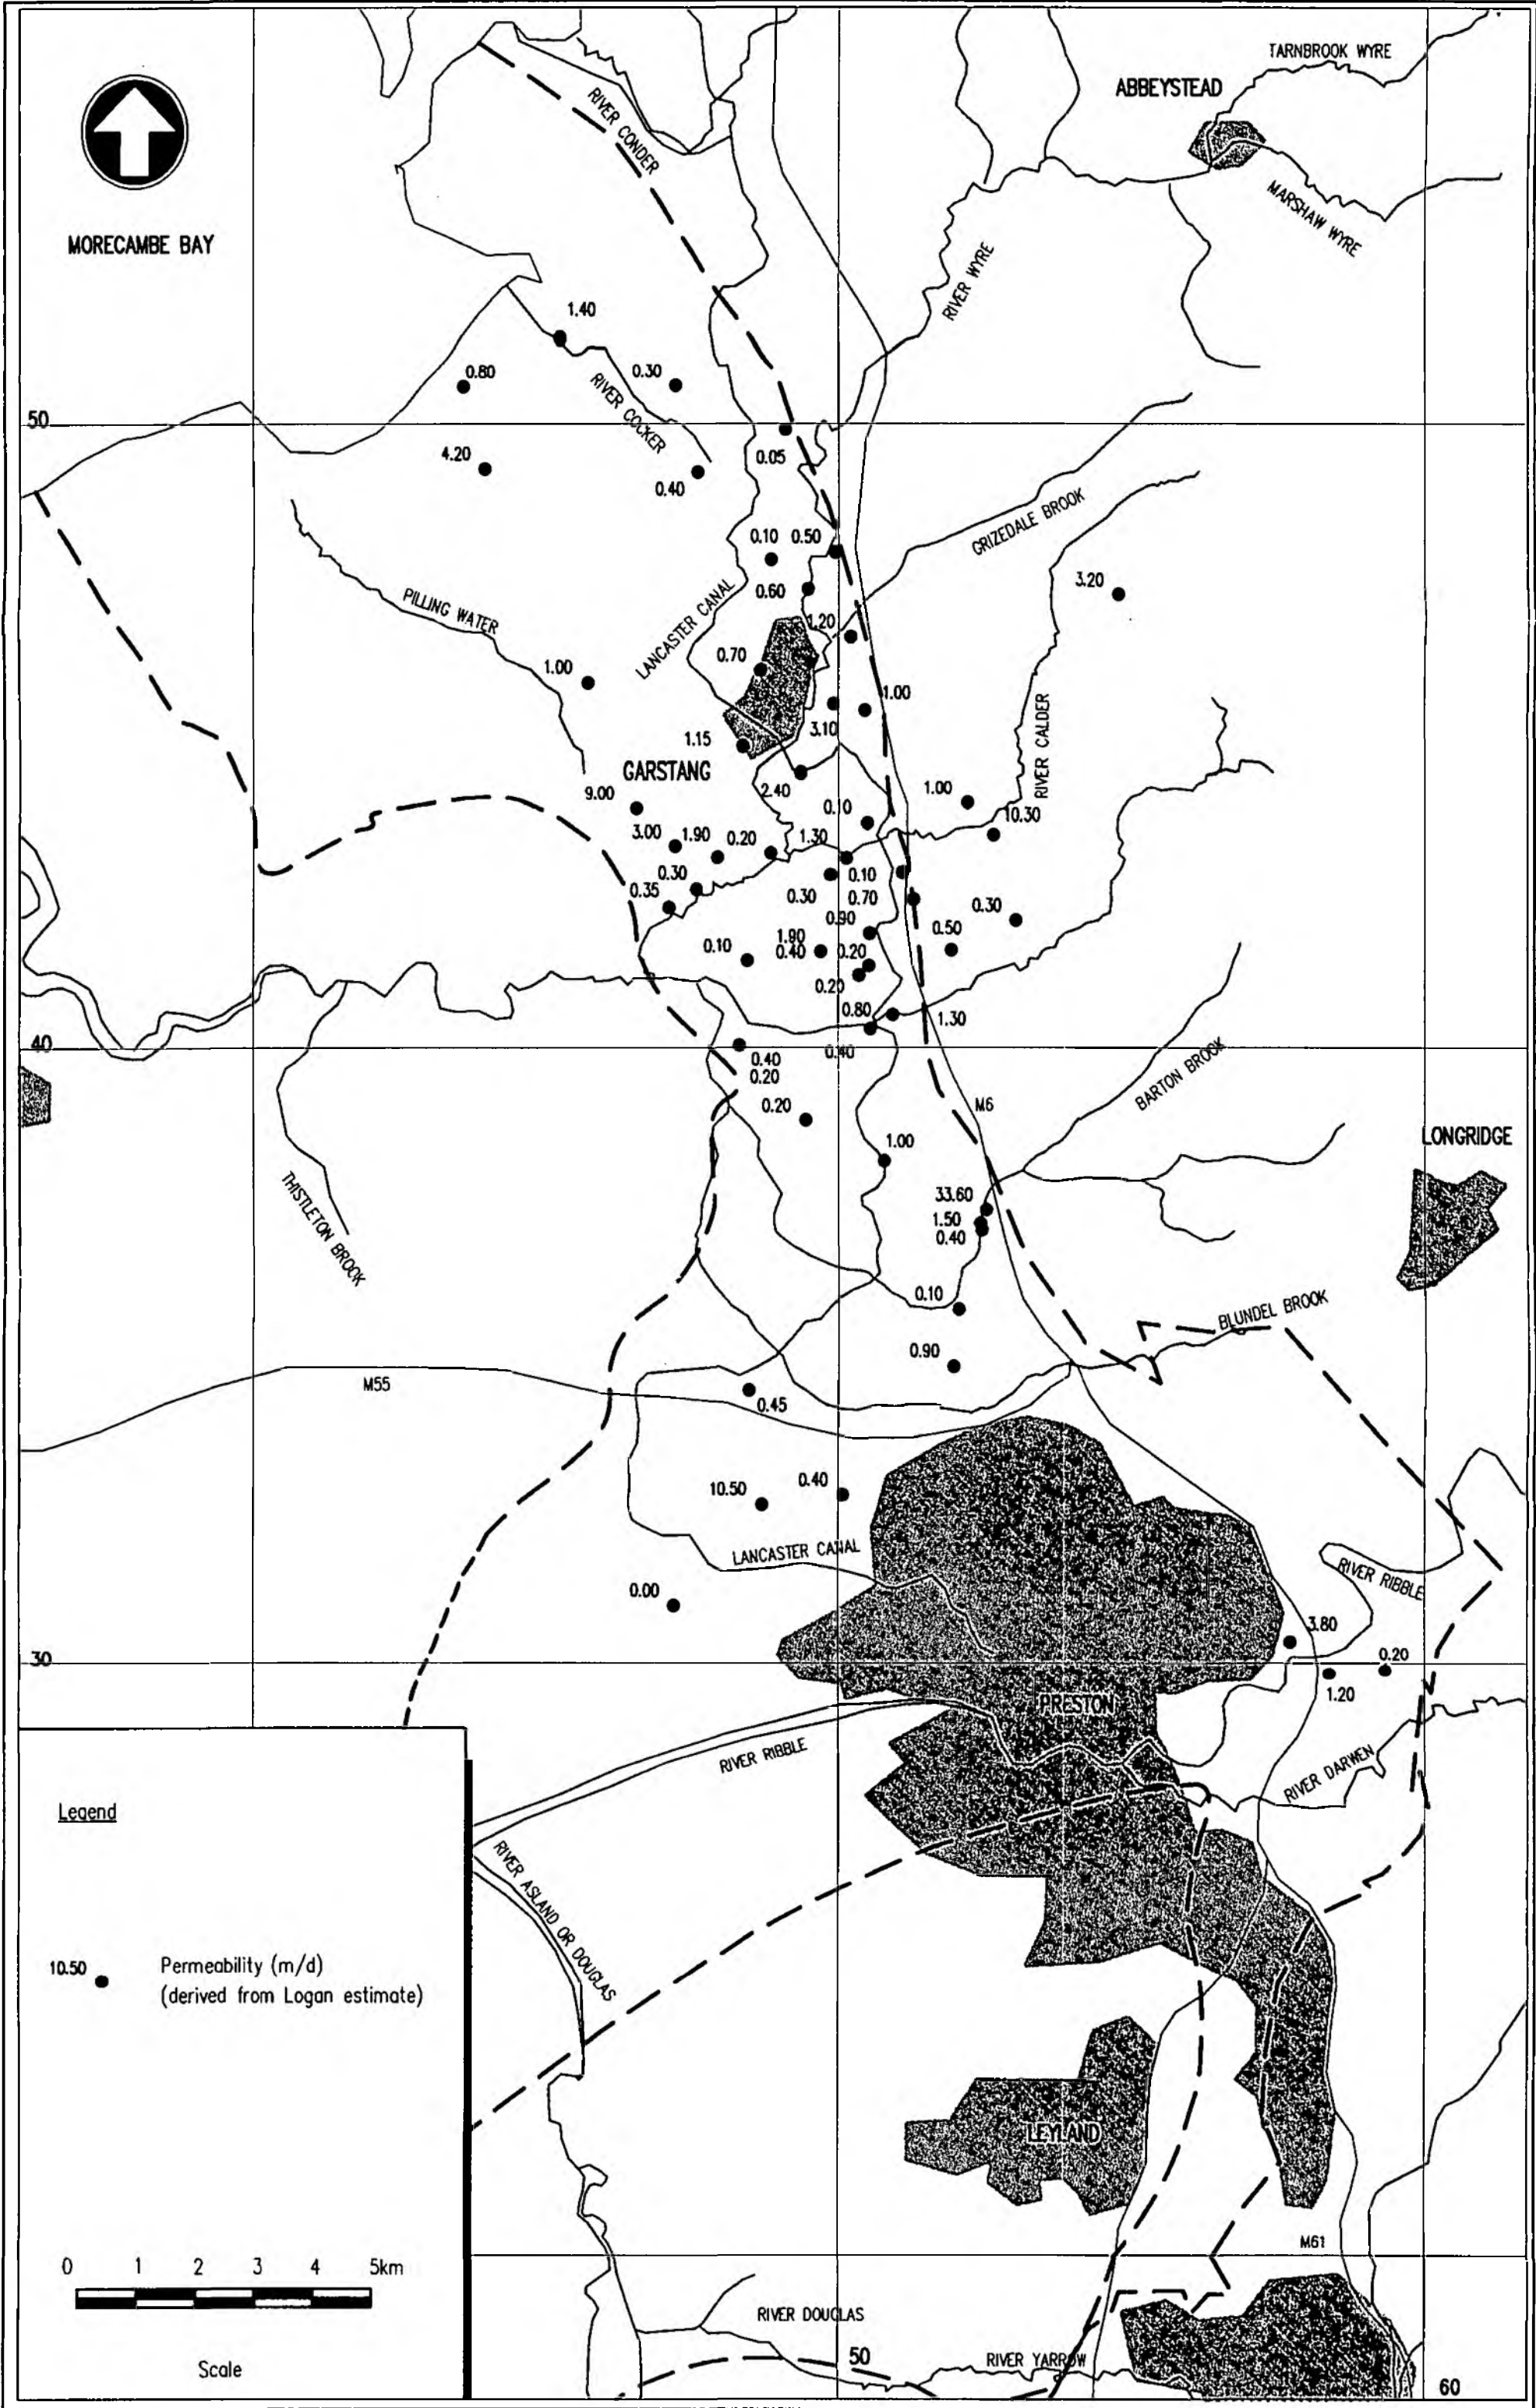 TARNBROOK WYRE
ABBEYSTEAD
RIVER CONDER
MARSHAW WYRE
MORECAMBE BAY
RIVER WYRE
1.40
0.80
0.30
RIVER COCKER
50
4.20
0.05
0.40
GRIZEDALE BROOK
0.10 0.50
3.20
0.60
LANCASTER CANAL
PILLING WATER
1.20
0.70
1.00
1.00
RIVER CALDER
3.10
1.15
GARSTANG
2.40
9.00
1.00
0.10
10.30
3.00 1.90 0.20 1.30
0.30
0.10
0.35
0.30 0.70
0.30
0.90
0.50
1.90
0.10
0.40 0.20
0.20
0.80
1.30
40
0.40
0.40
0.20
0.20
M6
BARTON BROOK
LONGRIDGE
1.00
THISTLETON BROOK
33.60
1.50
0.40
0.10
BLUNDEL BROOK
0.90
M55
0.45
10.50
0.40
LANCASTER CANAL
RIVER RIBBLE
0.00
3.80
30
0.20
1.20
PRESTON
RIVER RIBBLE
RIVER DARWEN
Legend
RIVER ASLAND OR DOUGLAS
10.50 Permeability (m/d)
(derived from Logan estimate)
LEYLAND
M61
0 1 2 3 4 5km
RIVER DOUGLAS
Scale
50
RIVER YARROW
60